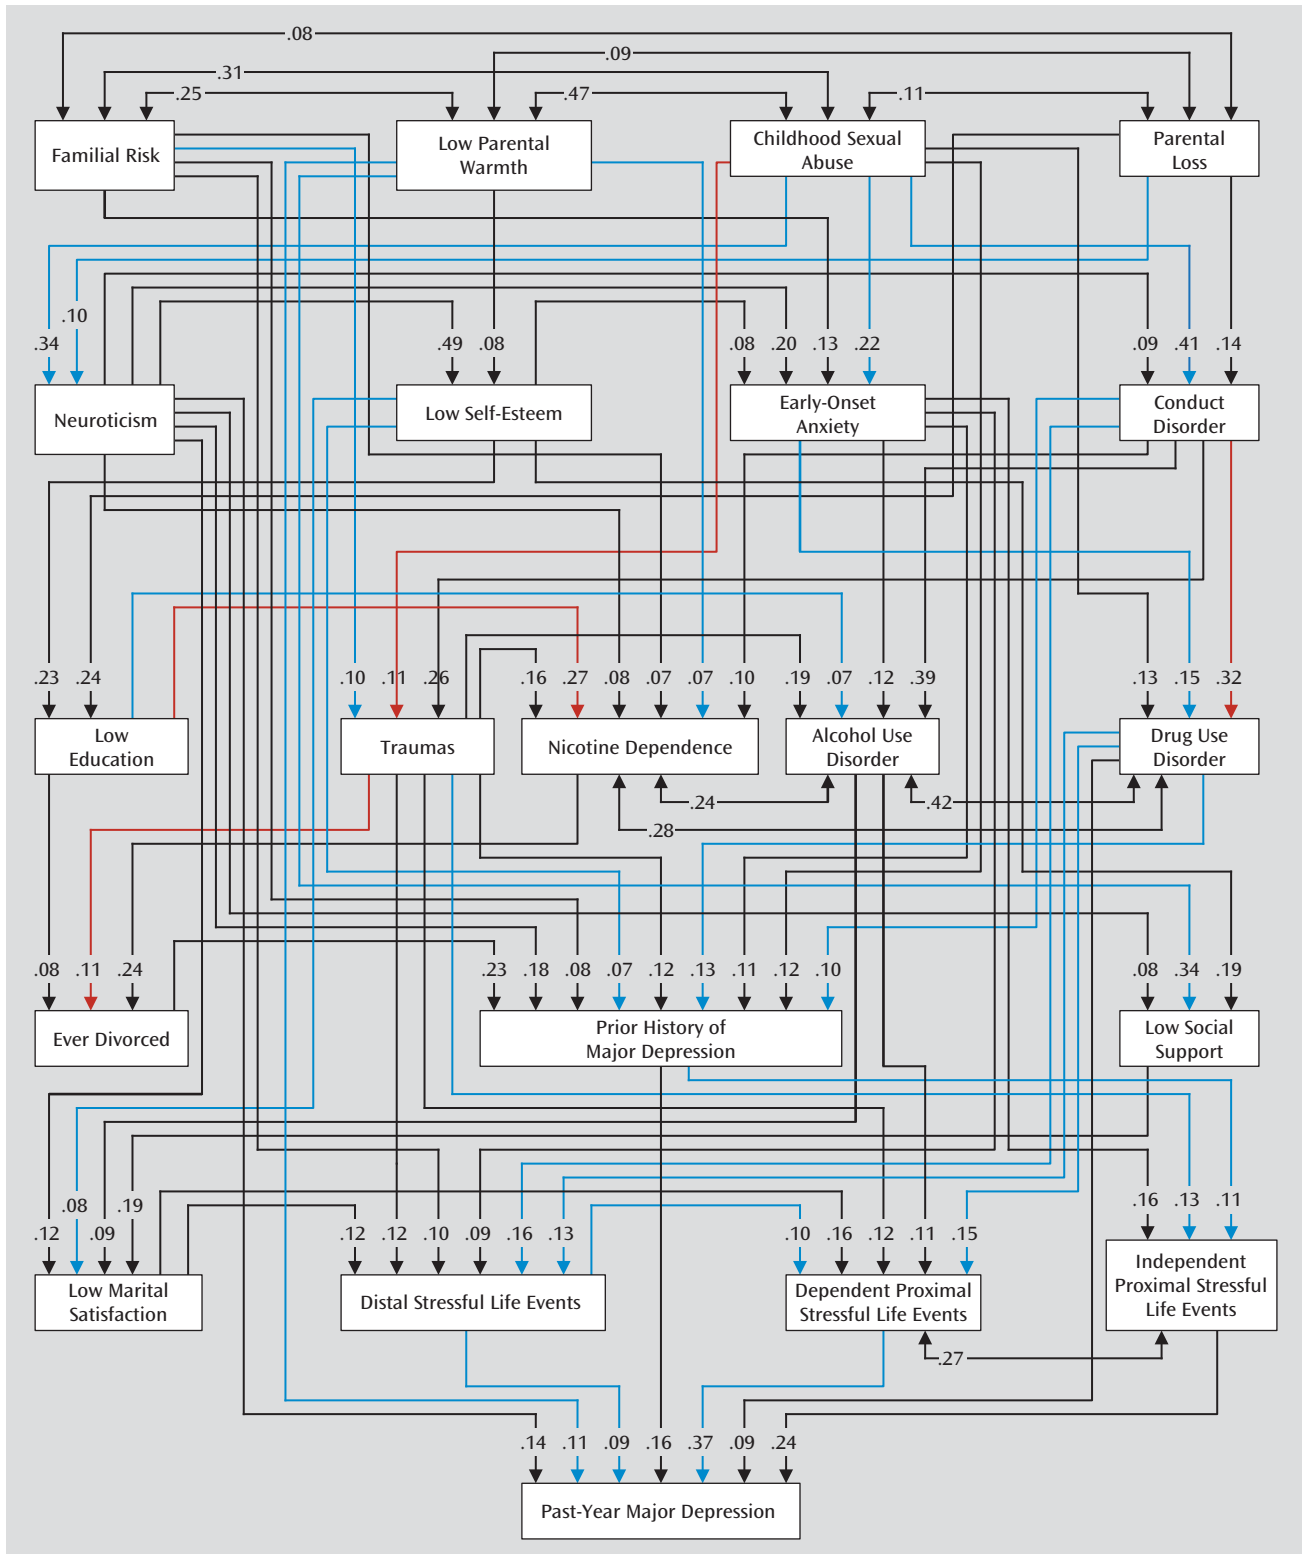 .08
.09
.31
.25
.47
.11
Familial Risk
Low Parental
Warmth
Childhood Sexual
Abuse
Parental
Loss
.10
.34
.49
.08
.08
.20
.13
.22
.09
.41
.14
Neuroticism
Low Self-Esteem
Early-Onset
Anxiety
Conduct
Disorder
.23
.24
.10
.11
.26
.16
.27
.08
.07
.07
.10
.19
.07
.12
.39
.13
.15
.32
Low
Education
Traumas
Nicotine Dependence
Alcohol Use
Disorder
Drug Use
Disorder
.24
.42
.28
.08
.11
.24
.23
.18
.08
.07
.12
.13
.11
.12
.10
.08
.34
.19
Ever Divorced
Prior History of
Major Depression
Low Social
Support
.12
.08
.09
.19
.12
.12
.10
.09
.16
.13
.10
.16
.12
.11
.15
.16
.13
.11
Low Marital
Satisfaction
Distal Stressful Life Events
Dependent Proximal
Stressful Life Events
Independent
Proximal Stressful
Life Events
.27
.14
.11
.09
.16
.37
.09
.24
Past-Year Major Depression